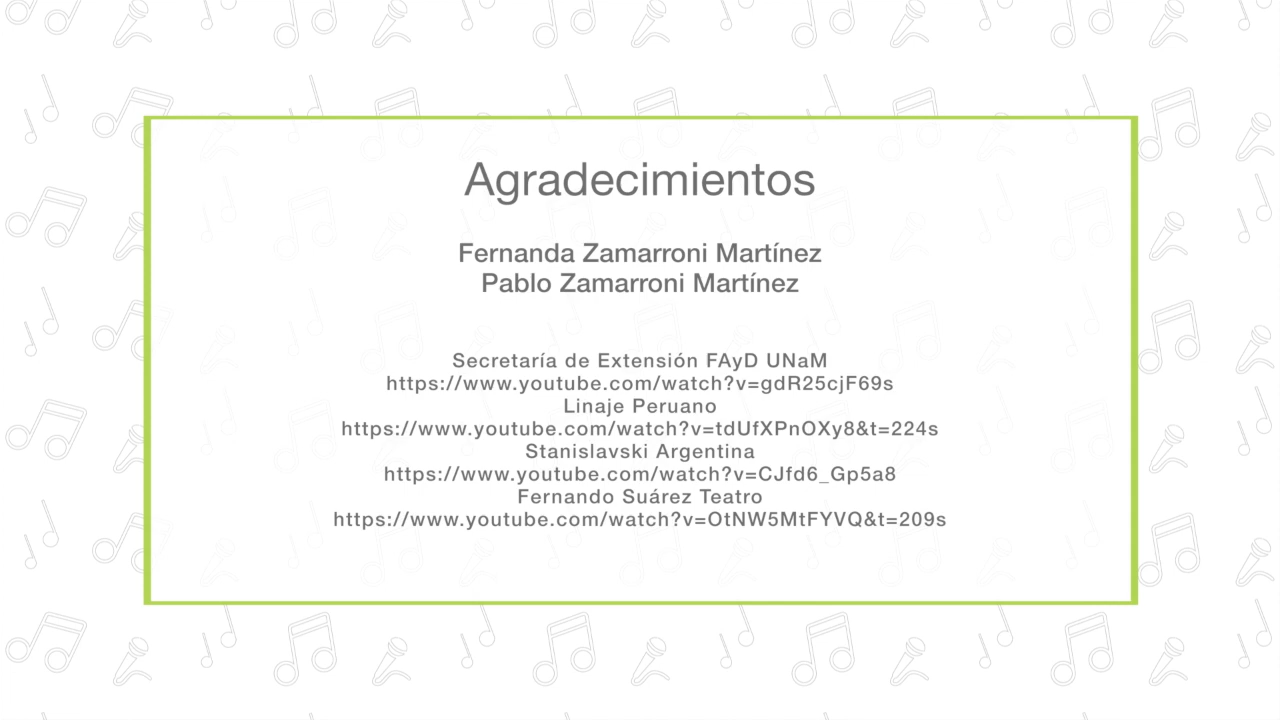 Agradecimientos
Fernanda Zamarroni Martínez
Pablo Zamarroni Martínez
Secretaría de Extensión FAyD UNaM
https://www.youtube.com/watch?v=gdR25cjF69s
Linaje Peruano
https://www.youtube.com/watch?v=tdUfXPnOXy8&t=224s
Stanislavski Argentina
https://www.youtube.com/watch?v=CJfd6_Gp5a8
Fernando Suárez Teatro
https://www.youtube.com/watch?v=OtNW5MtFYVQ&t=209s